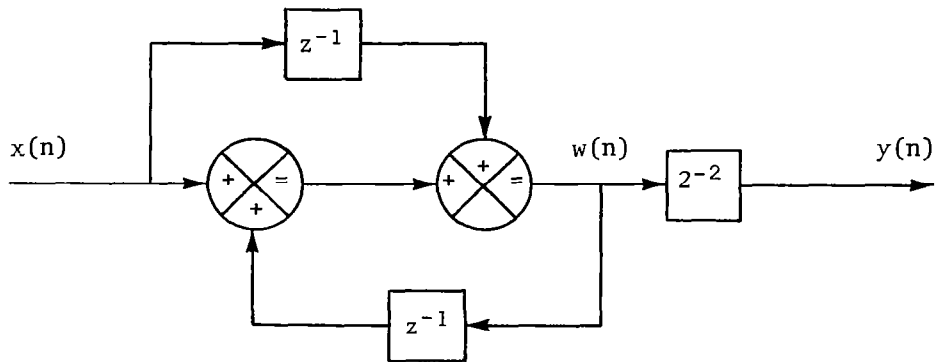 z⁻¹
x(n)
w(n)
y(n)
+
=
+
+
+
=
2⁻²
z⁻¹